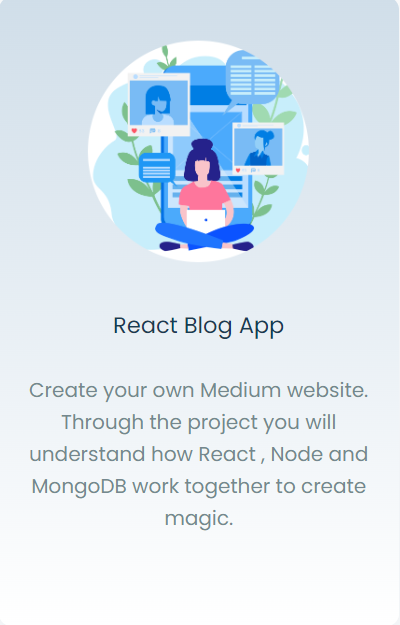 React Blog App
Create your own Medium website.
Through the project you will
understand how React , Node and
MongoDB work together to create
magic.